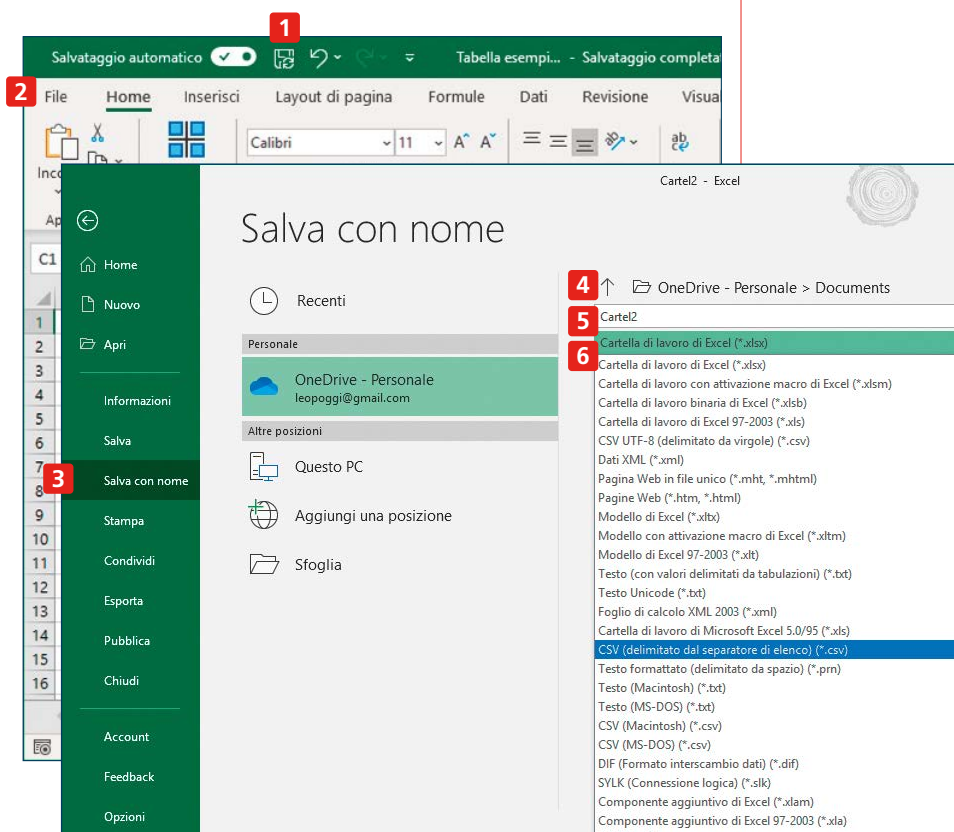 1
Salvataggio automatico Tabella esempi... - Salvataggio completa
2
File Home Inserisci Layout di pagina Formule Dati Revisione
Calibri 11 A A
ab
C1
1
2
3
4
5
6
7
8
9
10
11
12
13
14
15
16
Cartel2 - Excel
Home
Nuovo
Apri
Informazioni
Salva
3
Salva con nome
Stampa
Condividi
Esporta
Pubblica
Chiudi
Account
Feedback
Opzioni
Salva con nome
Recenti
Personale
OneDrive - Personale
leopoggi@gmail.com
Altre posizioni
Questo PC
Aggiungi una posizione
Sfoglia
4
OneDrive - Personale > Documents
5
Cartel2
6
Cartella di lavoro di Excel (*.xlsx)
Cartella di lavoro di Excel (*.xlsx)
Cartella di lavoro con attivazione macro di Excel (*.xlsm)
Cartella di lavoro binaria di Excel (*.xlsb)
Cartella di lavoro di Excel 97-2003 (*.xls)
CSV UTF-8 (delimitato da virgole) (*.csv)
Dati XML (*.xml)
Pagina Web in file unico (*.mht, *.mhtml)
Pagine Web (*.htm, *.html)
Modello di Excel (*.xltx)
Modello con attivazione macro di Excel (*.xltm)
Modello di Excel 97-2003 (*.xlt)
Testo (con valori delimitati da tabulazioni) (*.txt)
Testo Unicode (*.txt)
Foglio di calcolo XML 2003 (*.xml)
Cartella di lavoro di Microsoft Excel 5.0/95 (*.xls)
CSV (delimitato dal separatore di elenco) (*.csv)
Testo formattato (delimitato da spazio) (*.prn)
Testo (Macintosh) (*.txt)
Testo (MS-DOS) (*.txt)
CSV (Macintosh) (*.csv)
CSV (MS-DOS) (*.csv)
DIF (Formato interscambio dati) (*.dif)
SYLK (Connessione logica) (*.slk)
Componente aggiuntivo di Excel (*.xlam)
Componente aggiuntivo di Excel 97-2003 (*.xla)